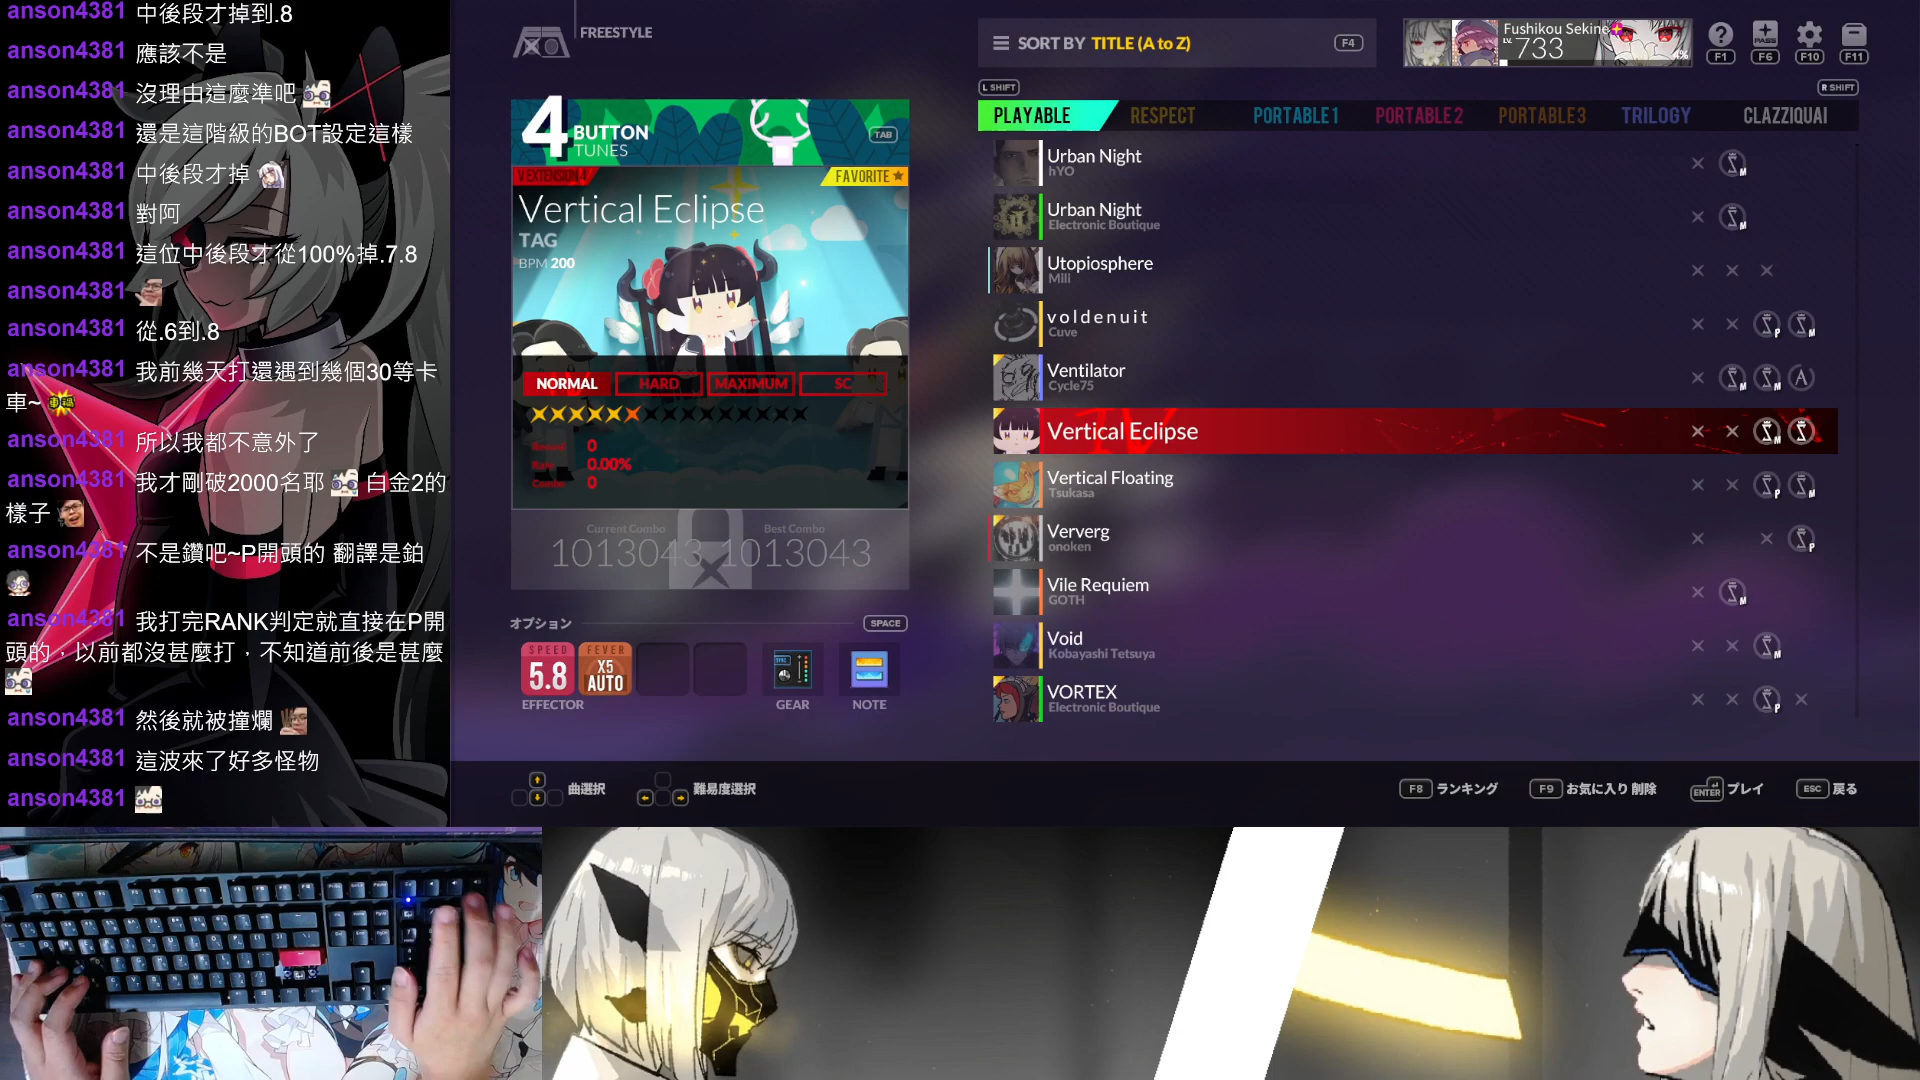 anson4381 中後段才掉到.8
anson4381 應該不是
anson4381 沒理由這麼準吧
anson4381 還是這階級的BOT設定這樣
anson4381 中後段才掉
anson4381 對阿
anson4381 這位中後段才從100%掉.7.8
anson4381
anson4381 從.6到.8
anson4381 我前幾天打還遇到幾個30等卡
車~
anson4381 所以我都不意外了
anson4381 我才剛破2000名耶 白金2的
樣子
anson4381 不是鑽吧~P開頭的 翻譯是鉑
anson4381 我打完RANK判定就直接在P開
頭的，以前都沒甚麼打，不知道前後是甚麼
anson4381 然後就被撞爛
anson4381 這波來了好多怪物
anson4381
FREESTYLE
4 BUTTON
TUNES
TAB
V EXTENSION 4
FAVORITE
Vertical Eclipse
TAG
BPM 200
NORMAL HARD MAXIMUM SC
Record 0
Rate 0.00%
Combo 0
Current Combo Best Combo
1013043 1013043
オプション SPACE
SPEED 5.8
FEVER X5 AUTO
EFFECTOR GEAR NOTE
曲選択 難易度選択
SORT BY TITLE (A to Z) F4
Fushikou Sekine
LV. 733
F1 F6 F10 F11
L SHIFT R SHIFT
PLAYABLE RESPECT PORTABLE1 PORTABLE2 PORTABLE3 TRILOGY CLAZZIQUAI
Urban Night
hYO
Urban Night
Electronic Boutique
Utopiosphere
Mili
voldenuit
Cuve
Ventilator
Cycle75
Vertical Eclipse
Vertical Floating
Tsukasa
Ververg
onoken
Vile Requiem
GOTH
Void
Kobayashi Tetsuya
VORTEX
Electronic Boutique
F8 ランキング F9 お気に入り 削除 ENTER プレイ ESC 戻る